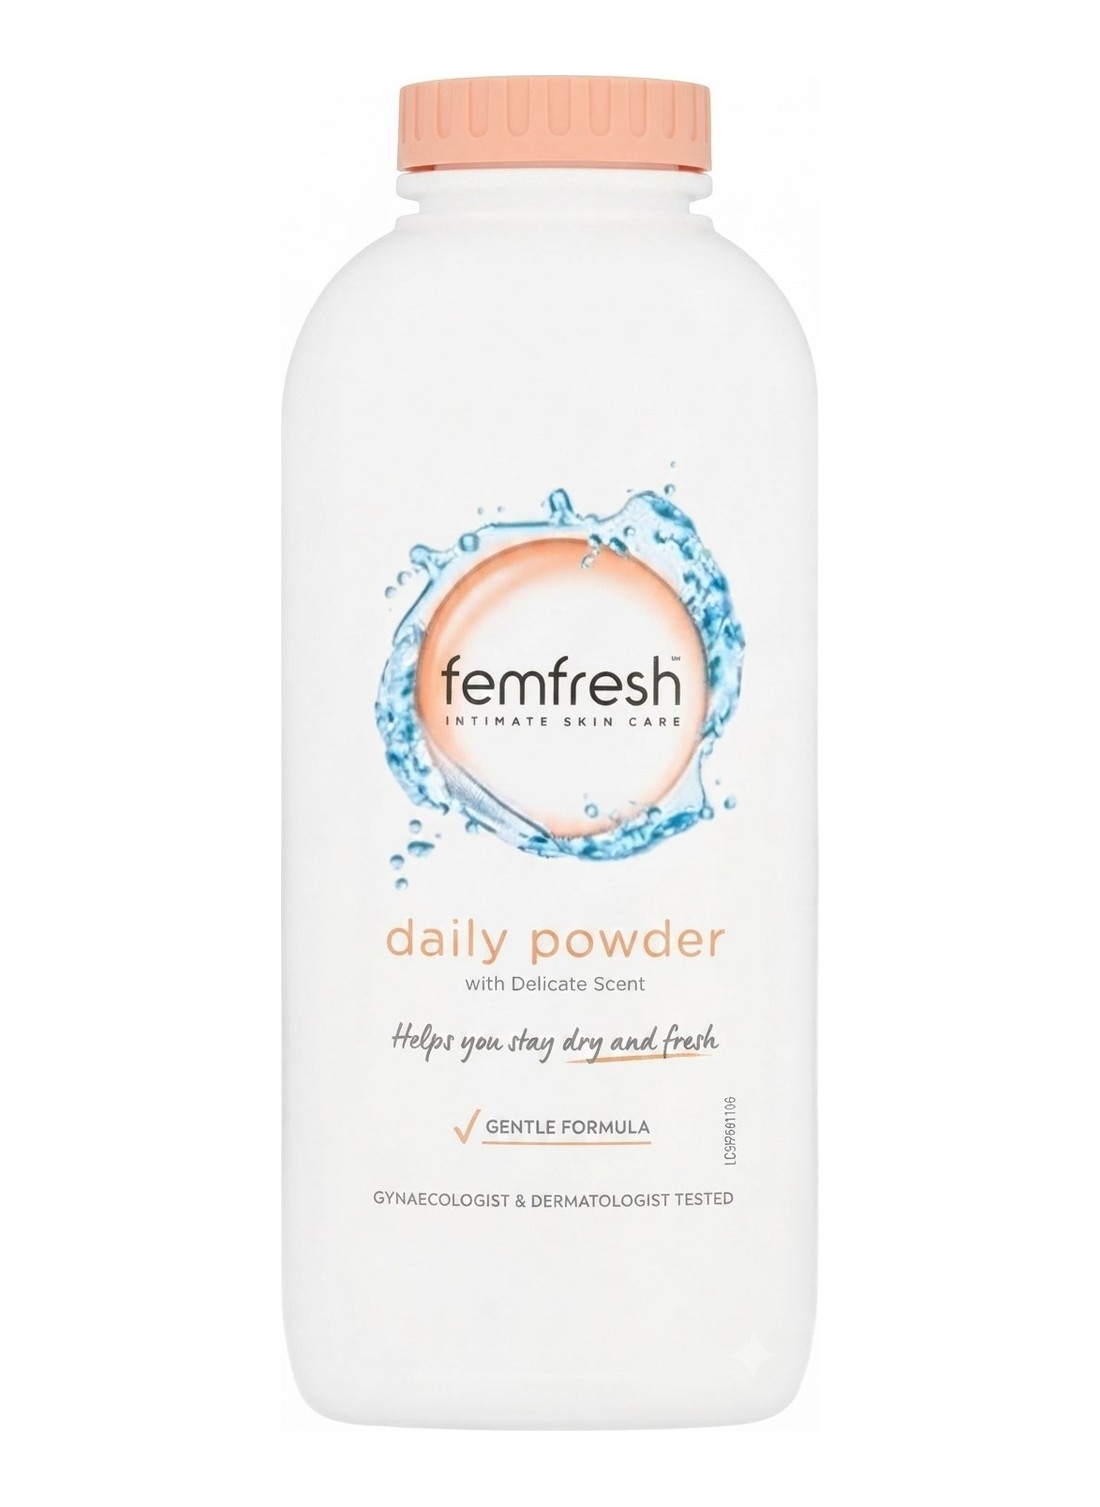 femfresh
INTIMATE SKIN CARE
daily powder
with Delicate Scent
Helps you stay dry and fresh
GENTLE FORMULA
GYNAECOLOGIST & DERMATOLOGIST TESTED